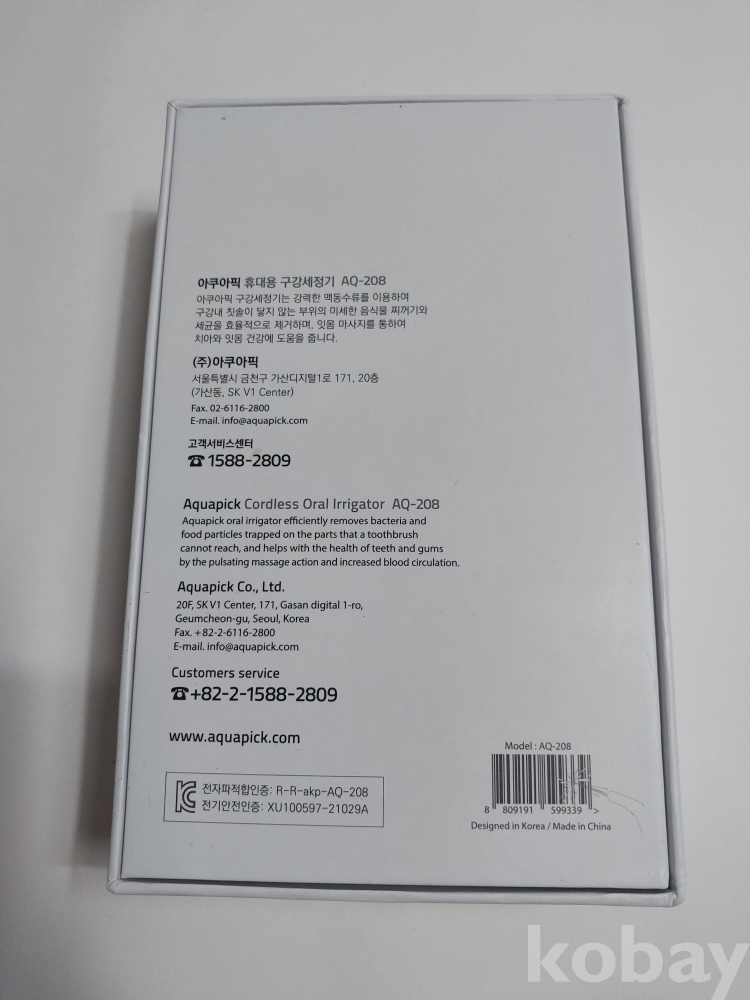 아쿠아픽 휴대용 구강세정기 AQ-208
아쿠아픽 구강세정기는 강력한 맥동수류를 이용하여
구강내 칫솔이 닿지 않는 부위의 미세한 음식물 찌꺼기와
세균을 효율적으로 제거하며, 잇몸 마사지를 통하여
치아와 잇몸 건강에 도움을 줍니다.
(주)아쿠아픽
서울특별시 금천구 가산디지털1로 171, 20층
(가산동, SK V1 Center)
Fax. 02-6116-2800
E-mail. info@aquapick.com
고객서비스센터
☎ 1588-2809
Aquapick Cordless Oral Irrigator AQ-208
Aquapick oral irrigator efficiently removes bacteria and
food particles trapped on the parts that a toothbrush
cannot reach, and helps with the health of teeth and gums
by the pulsating massage action and increased blood circulation.
Aquapick Co., Ltd.
20F, SK V1 Center, 171, Gasan digital 1-ro,
Geumcheon-gu, Seoul, Korea
Fax. +82-2-6116-2800
E-mail. info@aquapick.com
Customers service
☎+82-2-1588-2809
www.aquapick.com
전자파적합인증: R-R-akp-AQ-208
전기안전인증: XU100597-21029A
Model : AQ-208
8 809191 599339 >
Designed in Korea / Made in China
kobay